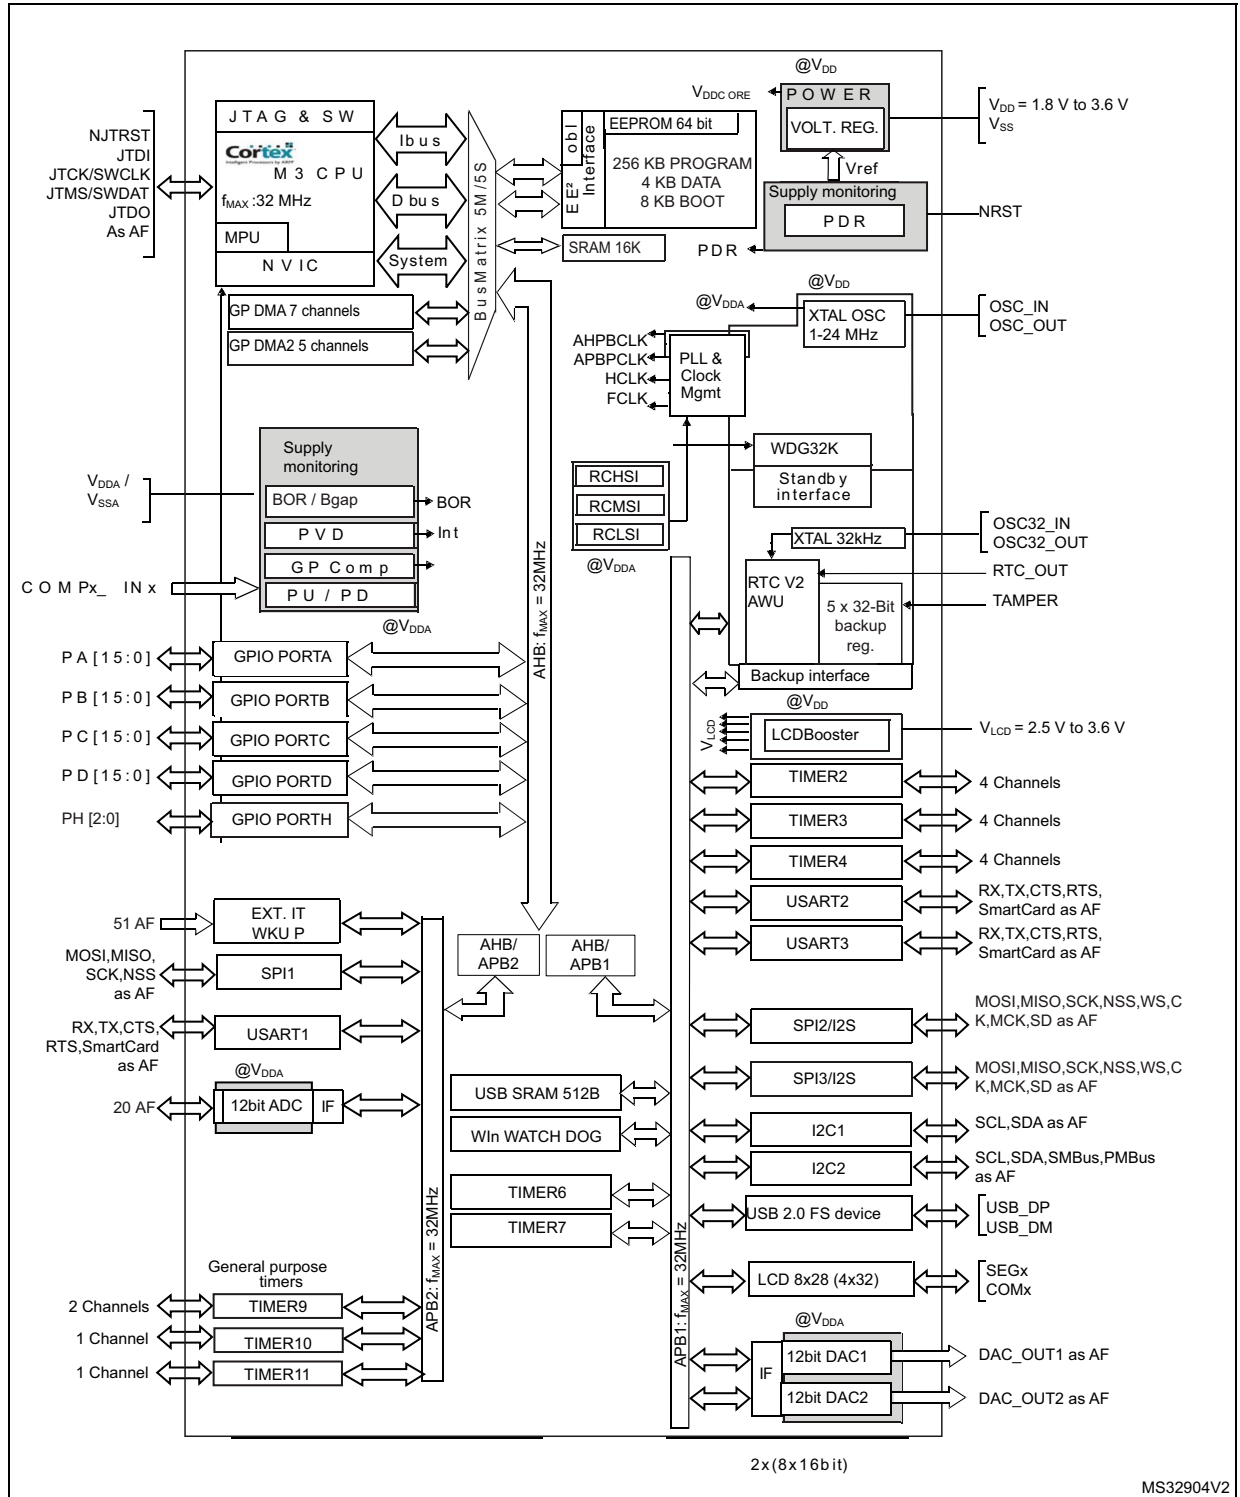 @VDD
VDDC ORE
POWER
VOLT. REG.
VDD = 1.8 V to 3.6 V
VSS
Vref
Supply monitoring
PDR
NRST
PDR
NJTRST
JTDI
JTCK/SWCLK
JTMS/SWDAT
JTDO
As AF
JTAG & SW
Cortex
Intelligent Processors by ARM
M3 CPU
fMAX :32 MHz
MPU
NVIC
Ibus
D bus
System
BusMatrix 5M /5S
EE² obl
Interface
EEPROM 64 bit
256 KB PROGRAM
4 KB DATA
8 KB BOOT
SRAM 16K
GP DMA 7 channels
GP DMA2 5 channels
@VDD
@VDDA
XTAL OSC
1-24 MHz
OSC_IN
OSC_OUT
AHPBCLK
APBPCLK
HCLK
FCLK
PLL &
Clock
Mgmt
WDG32K
Standby
interface
RCHSI
RCMSI
RCLSI
@VDDA
XTAL 32kHz
OSC32_IN
OSC32_OUT
RTC V2
AWU
RTC_OUT
5 x 32-Bit
backup
reg.
TAMPER
Backup interface
VDDA /
VSSA
Supply
monitoring
BOR / Bgap
BOR
PVD
Int
GP Comp
PU / PD
COMPx_ INx
@VDDA
AHB: fMAX = 32MHz
PA[15:0]
GPIO PORTA
PB[15:0]
GPIO PORTB
PC[15:0]
GPIO PORTC
PD[15:0]
GPIO PORTD
PH [2:0]
GPIO PORTH
@VDD
VLCD
LCDBooster
VLCD = 2.5 V to 3.6 V
TIMER2
4 Channels
TIMER3
4 Channels
TIMER4
4 Channels
USART2
RX,TX,CTS,RTS,
SmartCard as AF
USART3
RX,TX,CTS,RTS,
SmartCard as AF
51 AF
EXT. IT
WKU P
MOSI,MISO,
SCK,NSS
as AF
SPI1
RX,TX,CTS,
RTS,SmartCard
as AF
USART1
@VDDA
20 AF
12bit ADC
IF
AHB/
APB2
AHB/
APB1
SPI2/I2S
MOSI,MISO,SCK,NSS,WS,C
K,MCK,SD as AF
SPI3/I2S
MOSI,MISO,SCK,NSS,WS,C
K,MCK,SD as AF
USB SRAM 512B
WIn WATCH DOG
TIMER6
TIMER7
I2C1
SCL,SDA as AF
I2C2
SCL,SDA,SMBus,PMBus
as AF
USB 2.0 FS device
USB_DP
USB_DM
LCD 8x28 (4x32)
SEGx
COMx
APB2: fMAX = 32MHz
APB1: fMAX = 32MHz
General purpose
timers
2 Channels
TIMER9
1 Channel
TIMER10
1 Channel
TIMER11
@VDDA
IF
12bit DAC1
DAC_OUT1 as AF
12bit DAC2
DAC_OUT2 as AF
2x(8x16bit)
MS32904V2